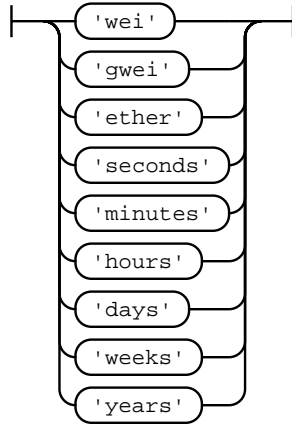 'wei'
'gwei'
'ether'
'seconds'
'minutes'
'hours'
'days'
'weeks'
'years'